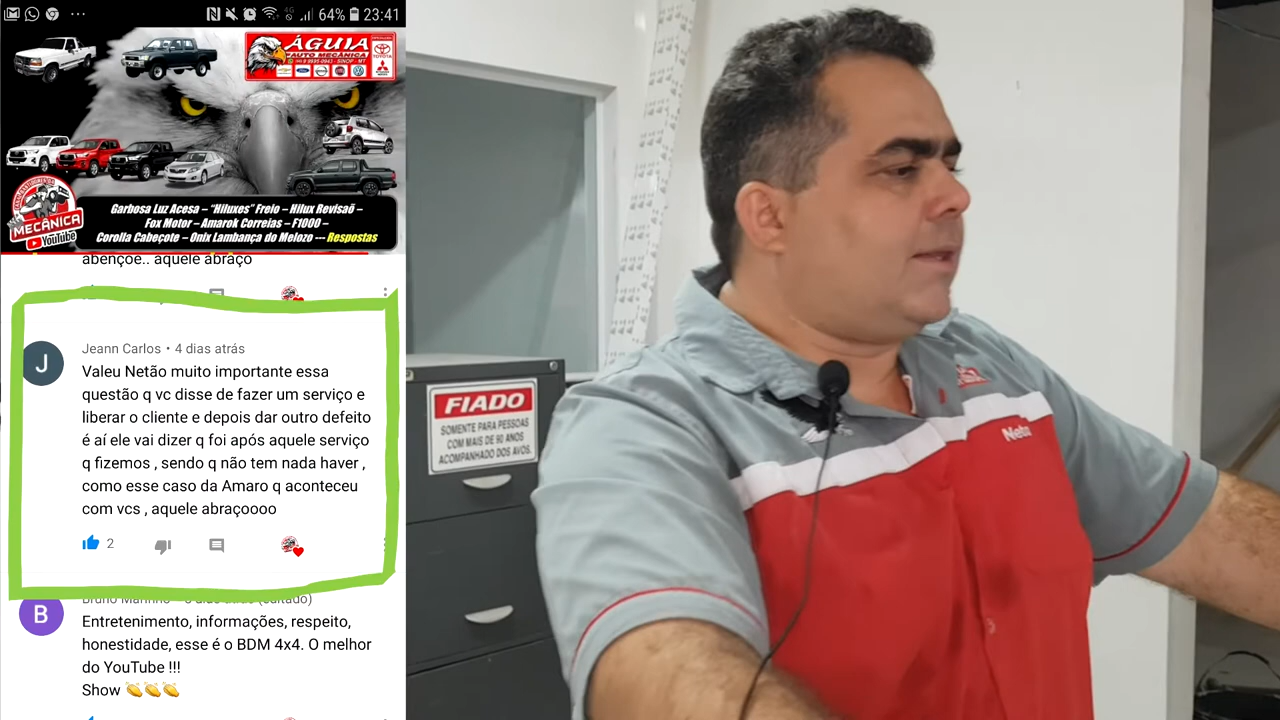 64% 23:41
ÁGUIA
AUTO MECÂNICA
SINOP - MT
TOYOTA
MECÂNICA
YouTube
Garbosa Luz Acesa – "Hiluxes" Freio – Hilux Revisaõ –
Fox Motor – Amarok Correias – F1000 –
Corolla Cabeçote – Onix Lambança do Melozo --- Respostas
abençoe.. aquele abraço
J
Jeann Carlos • 4 dias atrás
Valeu Netão muito importante essa
questão q vc disse de fazer um serviço e
liberar o cliente e depois dar outro defeito
é aí ele vai dizer q foi após aquele serviço
q fizemos , sendo q não tem nada haver ,
como esse caso da Amaro q aconteceu
com vcs , aquele abraçoooo
2
B
Entretenimento, informações, respeito,
honestidade, esse é o BDM 4x4. O melhor
do YouTube !!!
Show 👏👏👏
FIADO
SOMENTE PARA PESSOAS
COM MAIS DE 90 ANOS
ACOMPANHADO DOS AVÓS.
Neto